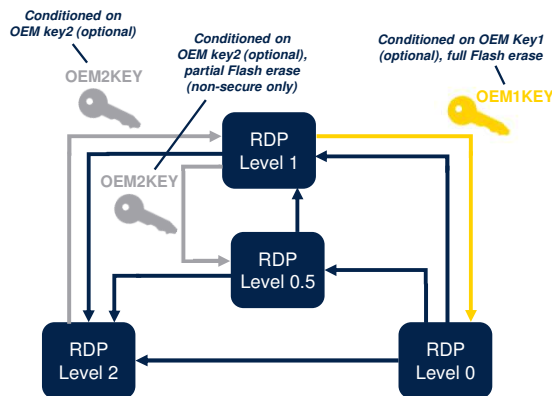 Conditioned on
OEM key2 (optional)
Conditioned on
OEM key2 (optional),
partial Flash erase
(non-secure only)
Conditioned on OEM Key1
(optional), full Flash erase
OEM2KEY
OEM1KEY
RDP
Level 1
OEM2KEY
RDP
Level 0.5
RDP
Level 2
RDP
Level 0